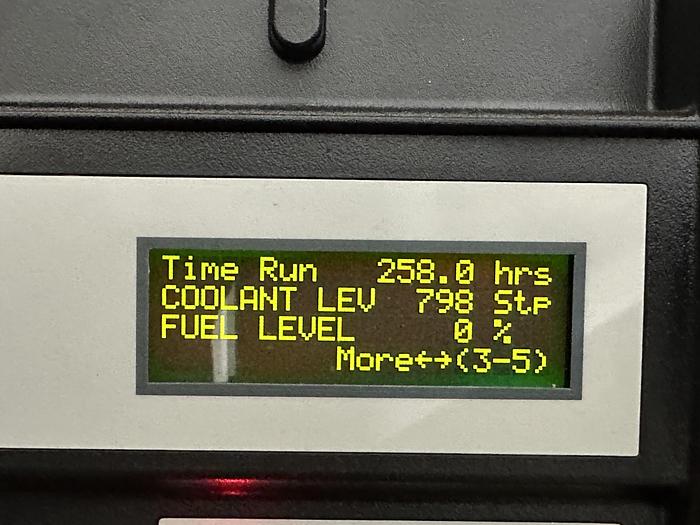 Time Run 258.0 hrs
COOLANT LEV 798 Stp
FUEL LEVEL 0 %
More←→(3-5)